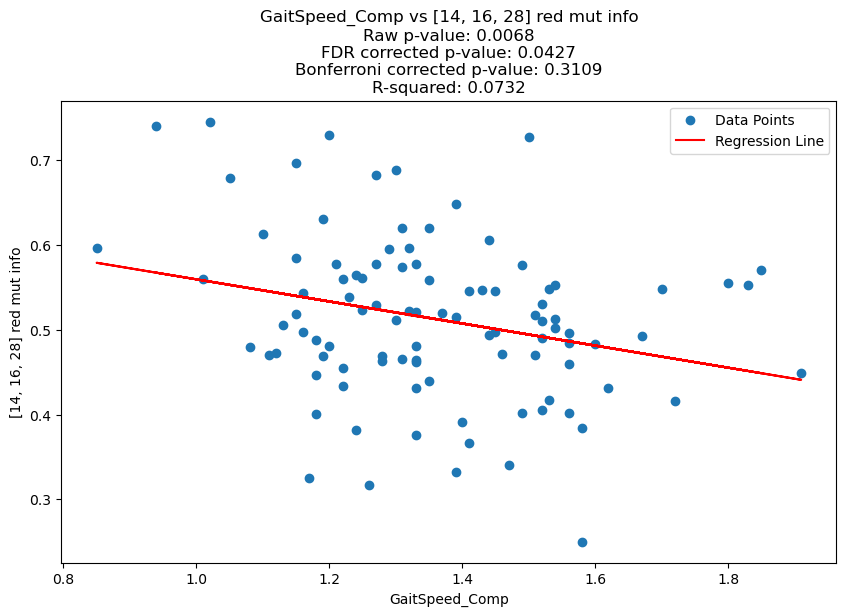 GaitSpeed_Comp vs [14, 16, 28] red mut info
Raw p-value: 0.0068
FDR corrected p-value: 0.0427
Bonferroni corrected p-value: 0.3109
R-squared: 0.0732
Data Points
Regression Line
0.7
0.6
0.5
0.4
0.3
[14, 16, 28] red mut info
0.8
1.0
1.2
1.4
1.6
1.8
GaitSpeed_Comp